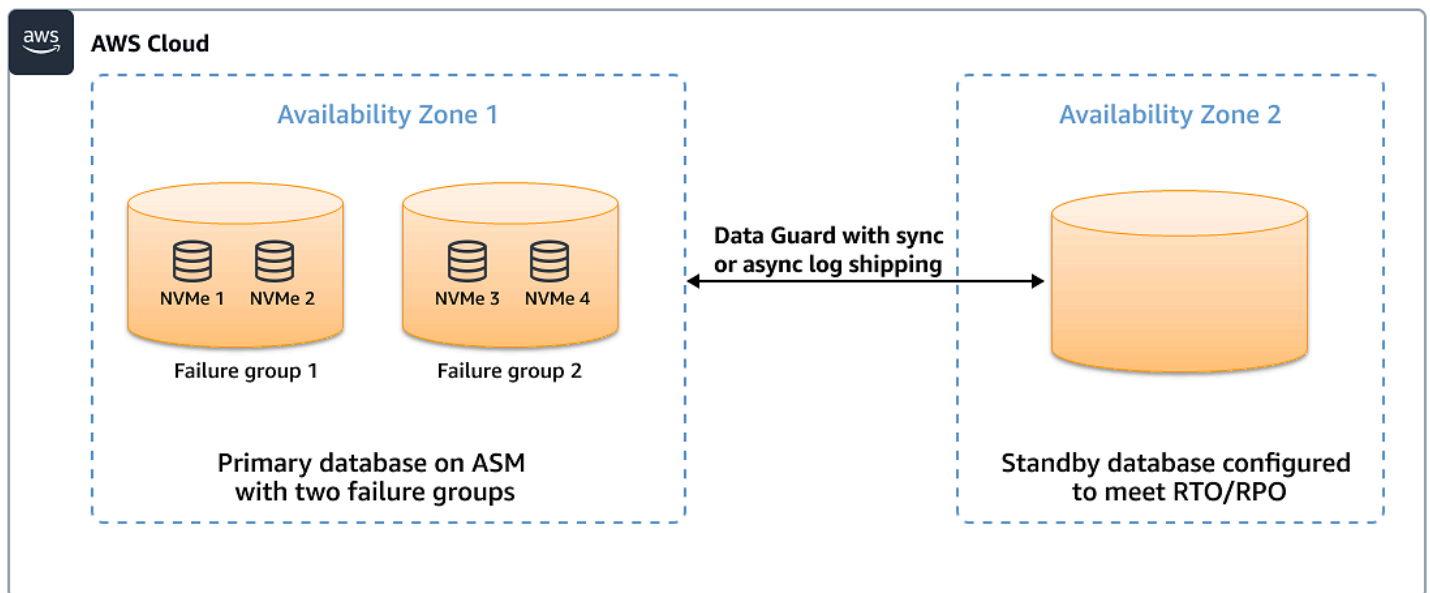 aws
AWS Cloud
Availability Zone 1
NVMe 1
NVMe 2
Failure group 1
NVMe 3
NVMe 4
Failure group 2
Primary database on ASM
with two failure groups
Data Guard with sync
or async log shipping
Availability Zone 2
Standby database configured
to meet RTO/RPO